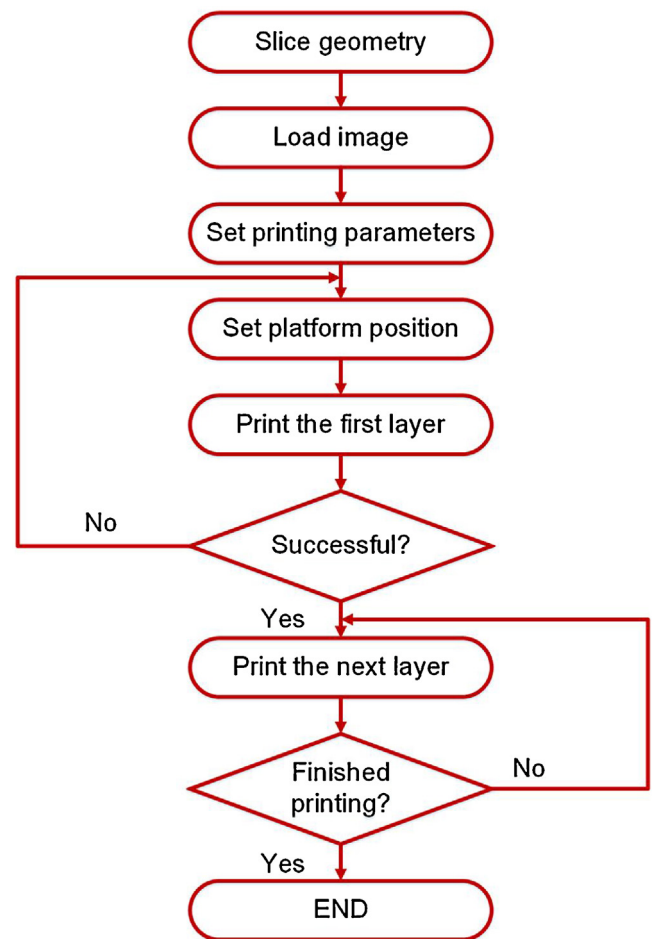 Slice geometry
Load image
Set printing parameters
Set platform position
Print the first layer
No
Successful?
Yes
Print the next layer
Finished
printing?
No
Yes
END